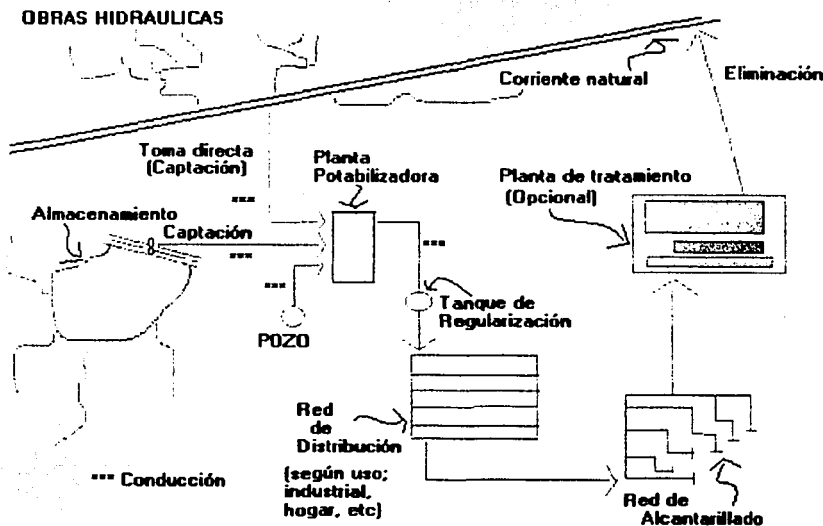 OBRAS HIDRAULICAS
Corriente natural
Eliminación
Toma directa
(Captación)
Planta
Potabilizadora
Planta de tratamiento
(Opcional)
***
Almacenamiento
Captación
***
***
***
POZO
Tanque de
Regularización
Red
de
Distribución
(según uso;
industrial,
hogar, etc)
*** Conducción
Red de
Alcantarillado